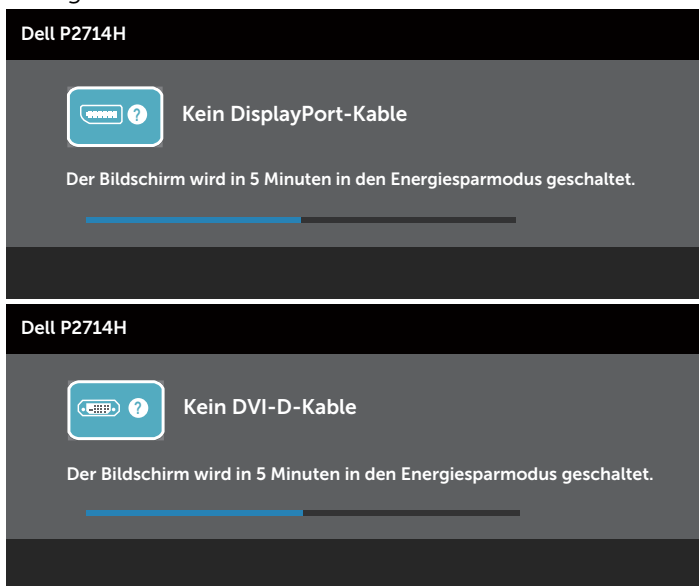 Dell P2714H
?
Kein DisplayPort-Kable
Der Bildschirm wird in 5 Minuten in den Energiesparmodus geschaltet.
Dell P2714H
?
Kein DVI-D-Kable
Der Bildschirm wird in 5 Minuten in den Energiesparmodus geschaltet.